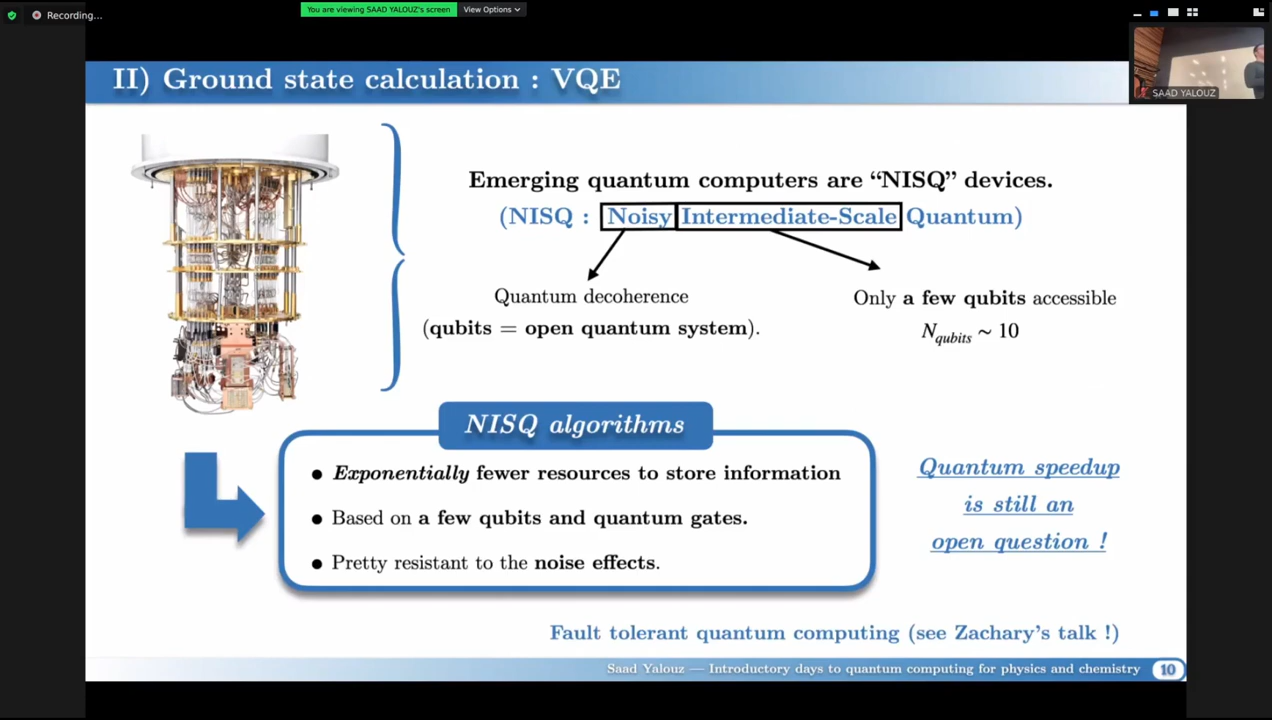 Recording...
You are viewing SAAD YALOUZ's screen
View Options
SAAD YALOUZ
II) Ground state calculation : VQE
Emerging quantum computers are “NISQ” devices.
(NISQ : Noisy Intermediate-Scale Quantum)
Quantum decoherence
(qubits = open quantum system).
Only a few qubits accessible
N_qubits ~ 10
NISQ algorithms
• Exponentially fewer resources to store information
• Based on a few qubits and quantum gates.
• Pretty resistant to the noise effects.
Quantum speedup
is still an
open question !
Fault tolerant quantum computing (see Zachary's talk !)
Saad Yalouz — Introductory days to quantum computing for physics and chemistry 10